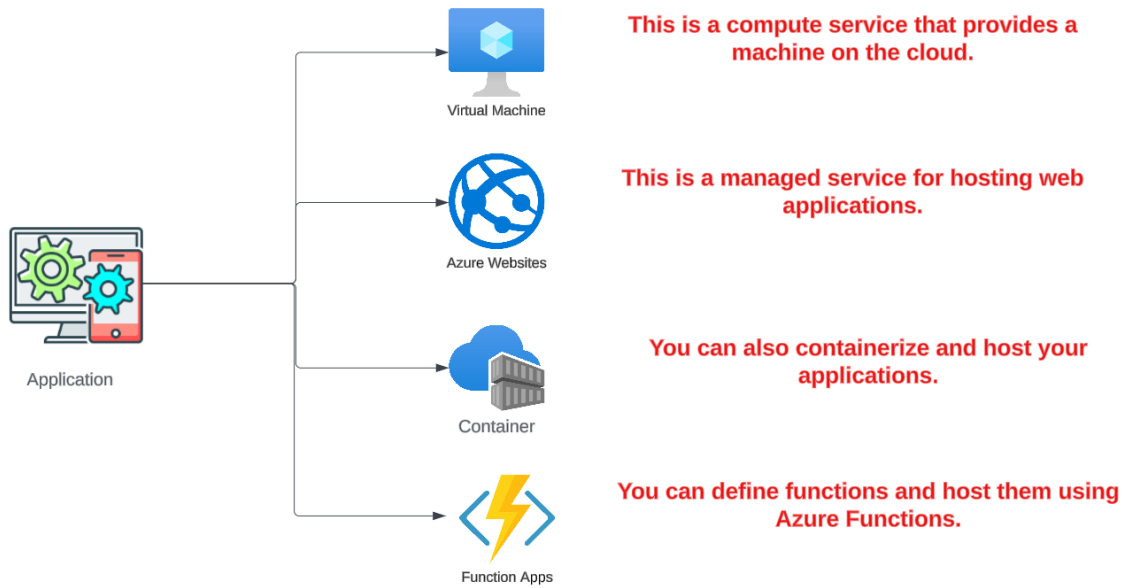 This is a compute service that provides a
machine on the cloud.
Virtual Machine
This is a managed service for hosting web
applications.
Azure Websites
Application
You can also containerize and host your
applications.
Container
You can define functions and host them using
Azure Functions.
Function Apps